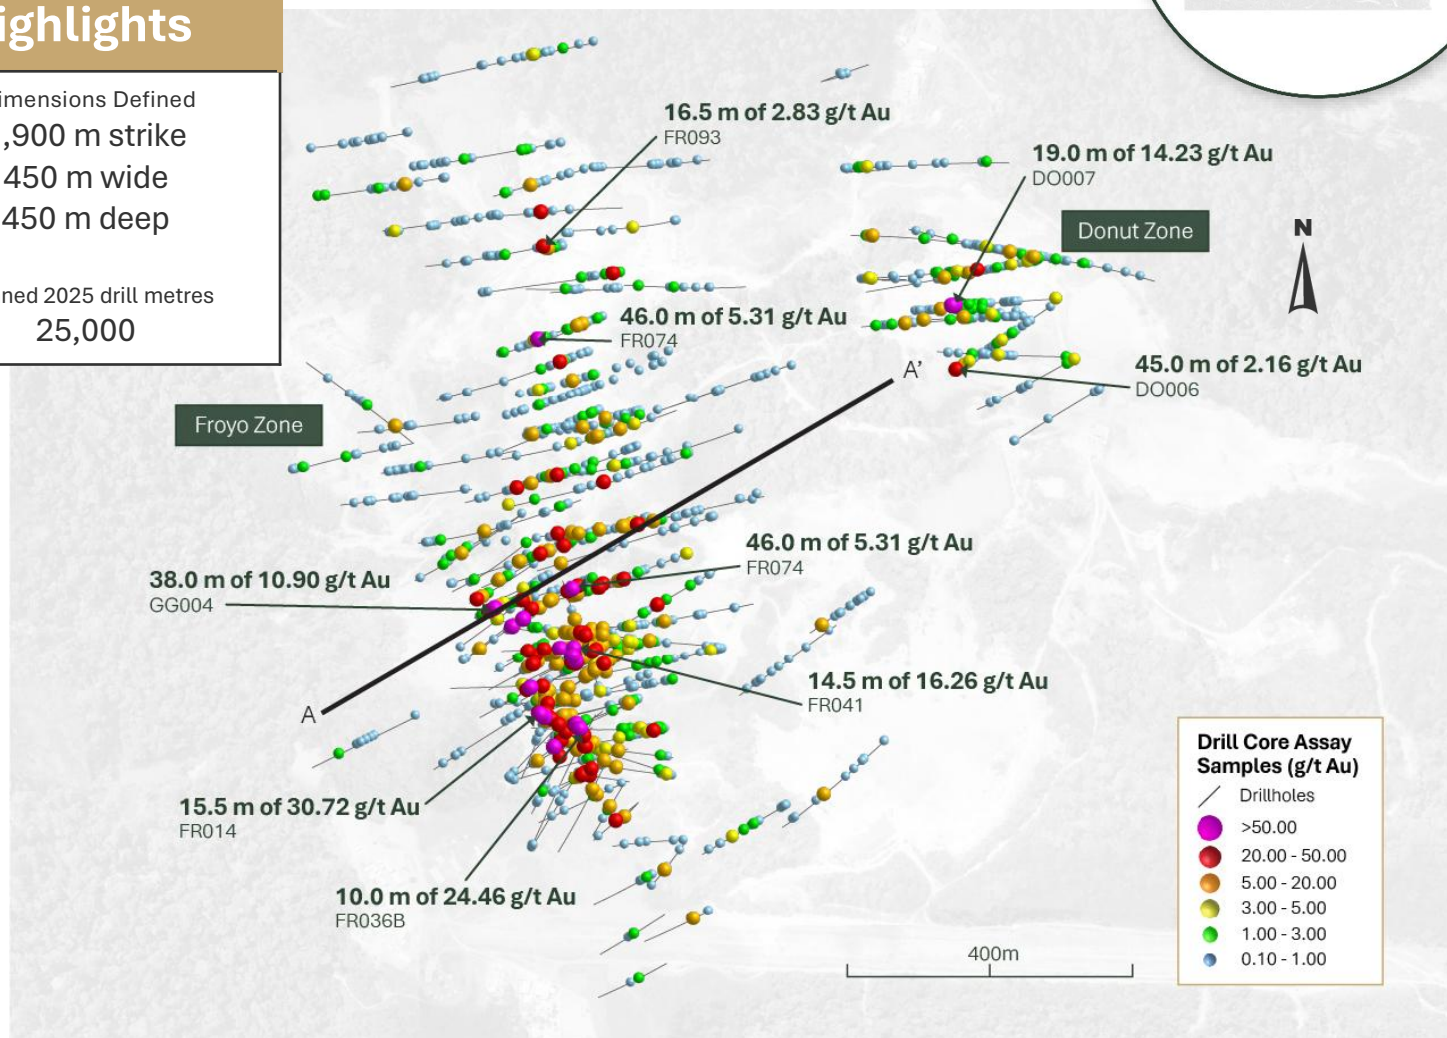 ighlights
imensions Defined
,900 m strike
450 m wide
450 m deep
ned 2025 drill metres
25,000
16.5 m of 2.83 g/t Au
FR093
19.0 m of 14.23 g/t Au
DO007
Donut Zone
N
46.0 m of 5.31 g/t Au
FR074
45.0 m of 2.16 g/t Au
DO006
A’
Froyo Zone
46.0 m of 5.31 g/t Au
FR074
38.0 m of 10.90 g/t Au
GG004
14.5 m of 16.26 g/t Au
FR041
A
15.5 m of 30.72 g/t Au
FR014
10.0 m of 24.46 g/t Au
FR036B
400m
Drill Core Assay
Samples (g/t Au)
Drillholes
>50.00
20.00 - 50.00
5.00 - 20.00
3.00 - 5.00
1.00 - 3.00
0.10 - 1.00